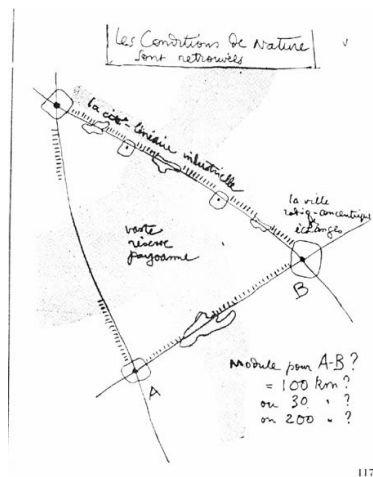 Les Conditions de Nature
sont retrouvées
la cité linéaire industrielle
la ville
radio-concentrique
échanges
vaste
réserve
paysanne
B
A
Module pour A-B ?
= 100 km ?
ou 30 " ?
ou 200 " ?
117